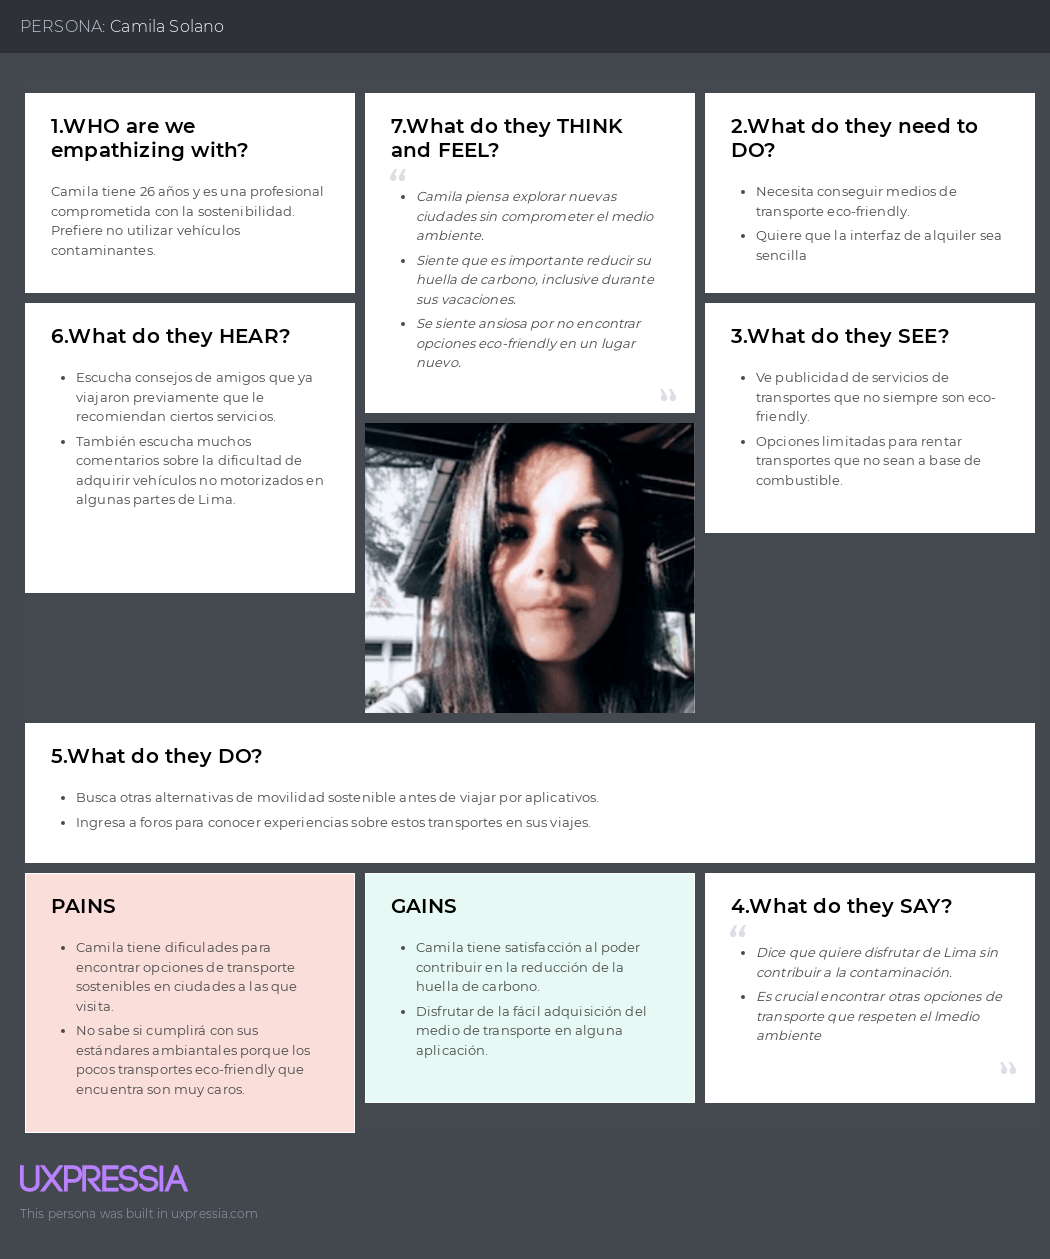 PERSONA: Camila Solano
1.WHO are we
empathizing with?
Camila tiene 26 años y es una profesional
comprometida con la sostenibilidad.
Prefiere no utilizar vehículos
contaminantes.
7.What do they THINK
and FEEL?
“
• Camila piensa explorar nuevas
ciudades sin comprometer el medio
ambiente.
• Siente que es importante reducir su
huella de carbono, inclusive durante
sus vacaciones.
• Se siente ansiosa por no encontrar
opciones eco-friendly en un lugar
nuevo.
”
2.What do they need to
DO?
• Necesita conseguir medios de
transporte eco-friendly.
• Quiere que la interfaz de alquiler sea
sencilla
6.What do they HEAR?
• Escucha consejos de amigos que ya
viajaron previamente que le
recomiendan ciertos servicios.
• También escucha muchos
comentarios sobre la dificultad de
adquirir vehículos no motorizados en
algunas partes de Lima.
3.What do they SEE?
• Ve publicidad de servicios de
transportes que no siempre son eco-
friendly.
• Opciones limitadas para rentar
transportes que no sean a base de
combustible.
5.What do they DO?
• Busca otras alternativas de movilidad sostenible antes de viajar por aplicativos.
• Ingresa a foros para conocer experiencias sobre estos transportes en sus viajes.
PAINS
• Camila tiene dificulades para
encontrar opciones de transporte
sostenibles en ciudades a las que
visita.
• No sabe si cumplirá con sus
estándares ambiantales porque los
pocos transportes eco-friendly que
encuentra son muy caros.
GAINS
• Camila tiene satisfacción al poder
contribuir en la reducción de la
huella de carbono.
• Disfrutar de la fácil adquisición del
medio de transporte en alguna
aplicación.
4.What do they SAY?
“
• Dice que quiere disfrutar de Lima sin
contribuir a la contaminación.
• Es crucial encontrar otras opciones de
transporte que respeten el lmedio
ambiente
”
UXPRESSIA
This persona was built in uxpressia.com